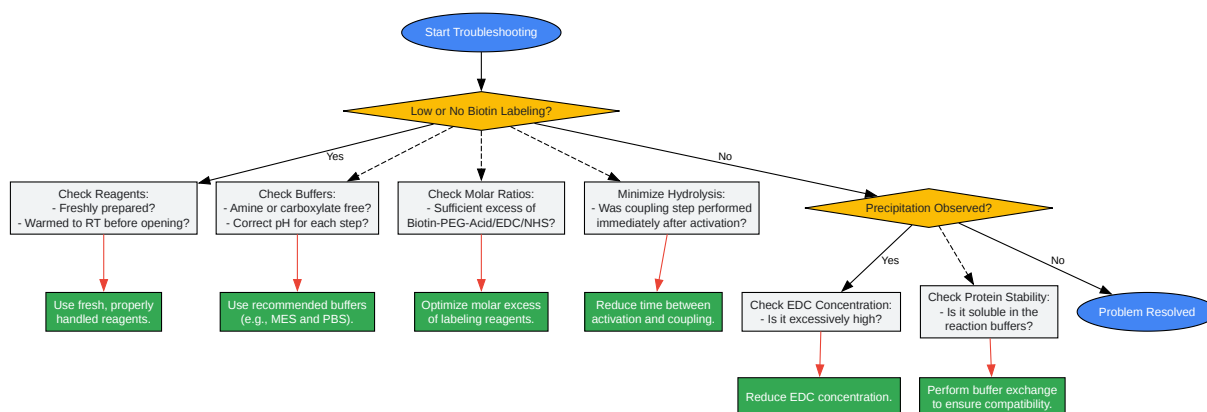 Start Troubleshooting
Low or No Biotin Labeling?
Yes
No
Check Reagents:
- Freshly prepared?
- Warmed to RT before opening?
Check Buffers:
- Amine or carboxylate free?
- Correct pH for each step?
Check Molar Ratios:
- Sufficient excess of
Biotin-PEG-Acid/EDC/NHS?
Minimize Hydrolysis:
- Was coupling step performed
immediately after activation?
Precipitation Observed?
Yes
No
Use fresh, properly
handled reagents.
Use recommended buffers
(e.g., MES and PBS).
Optimize molar excess
of labeling reagents.
Reduce time between
activation and coupling.
Check EDC Concentration:
- Is it excessively high?
Check Protein Stability:
- Is it soluble in the
reaction buffers?
Problem Resolved
Reduce EDC concentration.
Perform buffer exchange
to ensure compatibility.